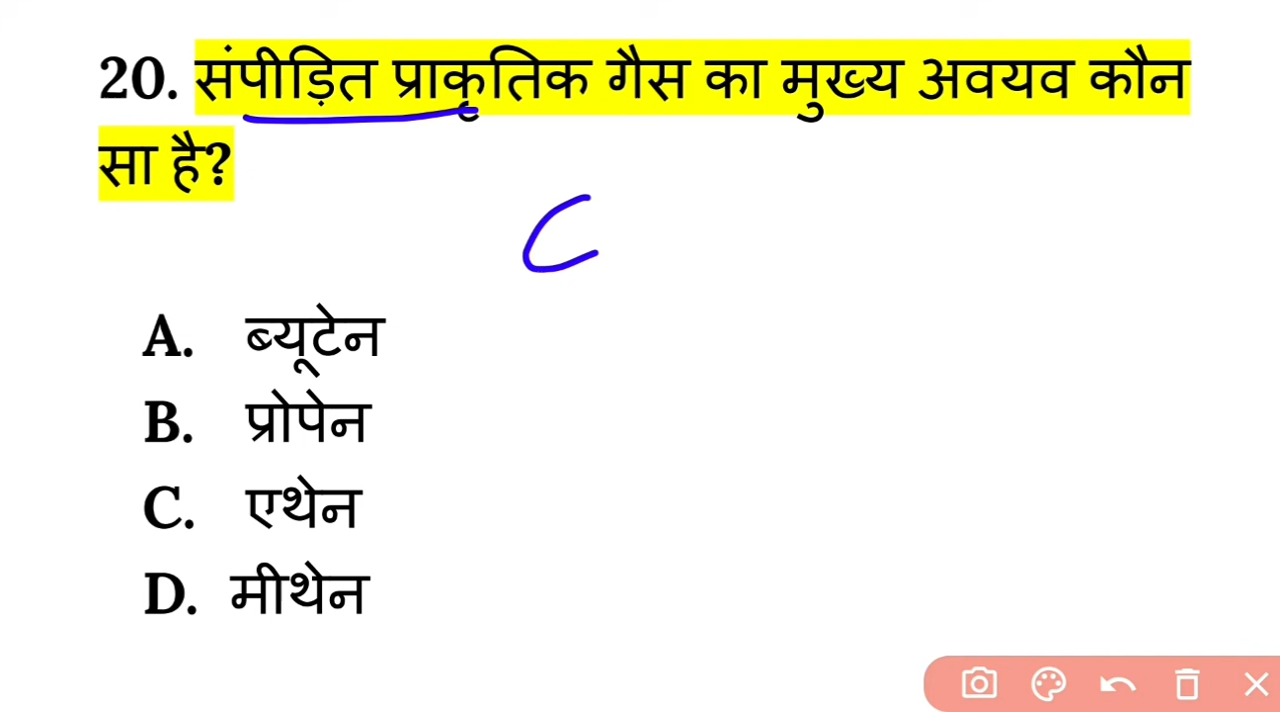 20. संपीड़ित प्राकृतिक गैस का मुख्य अवयव कौन
सा है?
C
A. ब्यूटेन
B. प्रोपेन
C. एथेन
D. मीथेन